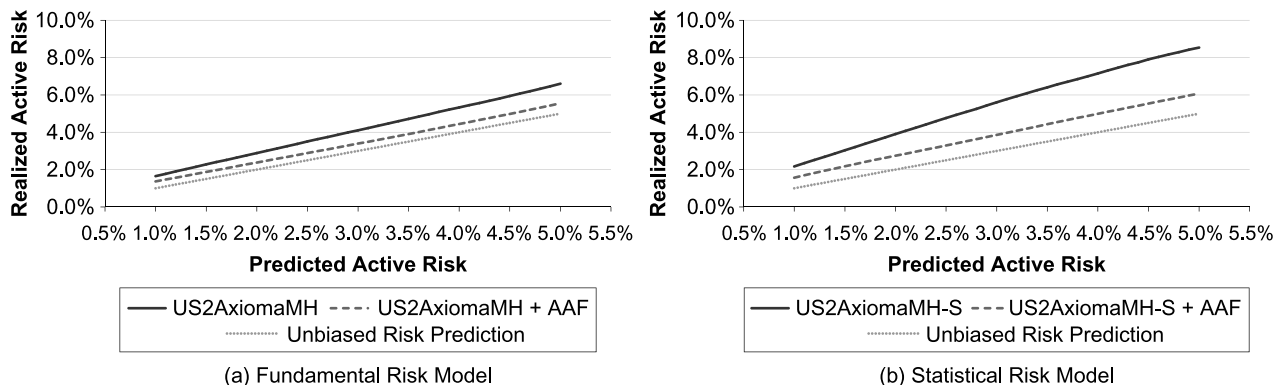 Realized Active Risk
10.0%
8.0%
6.0%
4.0%
2.0%
0.0%
0.5% 1.0% 1.5% 2.0% 2.5% 3.0% 3.5% 4.0% 4.5% 5.0% 5.5%
Predicted Active Risk
US2AxiomaMH US2AxiomaMH + AAF
Unbiased Risk Prediction
(a) Fundamental Risk Model
Realized Active Risk
10.0%
8.0%
6.0%
4.0%
2.0%
0.0%
0.5% 1.0% 1.5% 2.0% 2.5% 3.0% 3.5% 4.0% 4.5% 5.0% 5.5%
Predicted Active Risk
US2AxiomaMH-S US2AxiomaMH-S + AAF
Unbiased Risk Prediction
(b) Statistical Risk Model